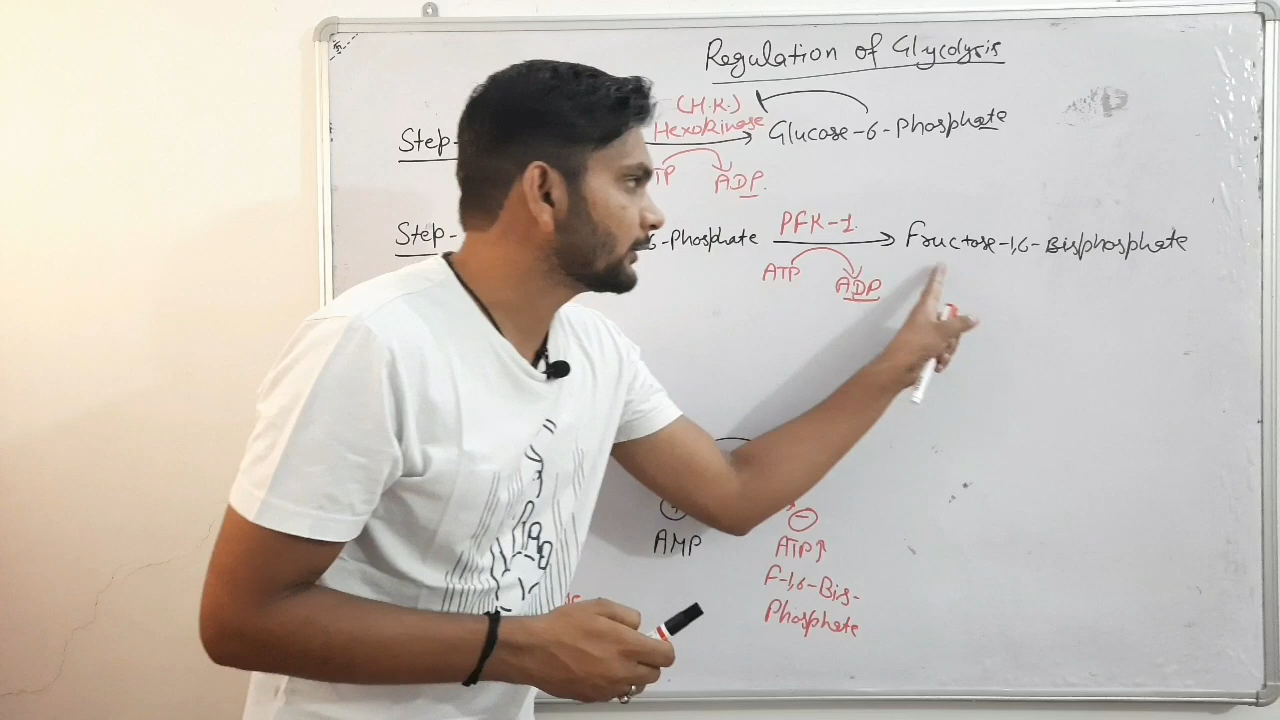 Regulation of Glycolysis
(H.K.)
Hexokinase
Step- Glucose-6-Phosphate
TP ADP.
PFK-1.
Step- 6-Phosphate Fructose-1,6-Bisphosphate
ATP ADP
+ -
AMP ATP↑
F-1,6-Bis-
Phosphate